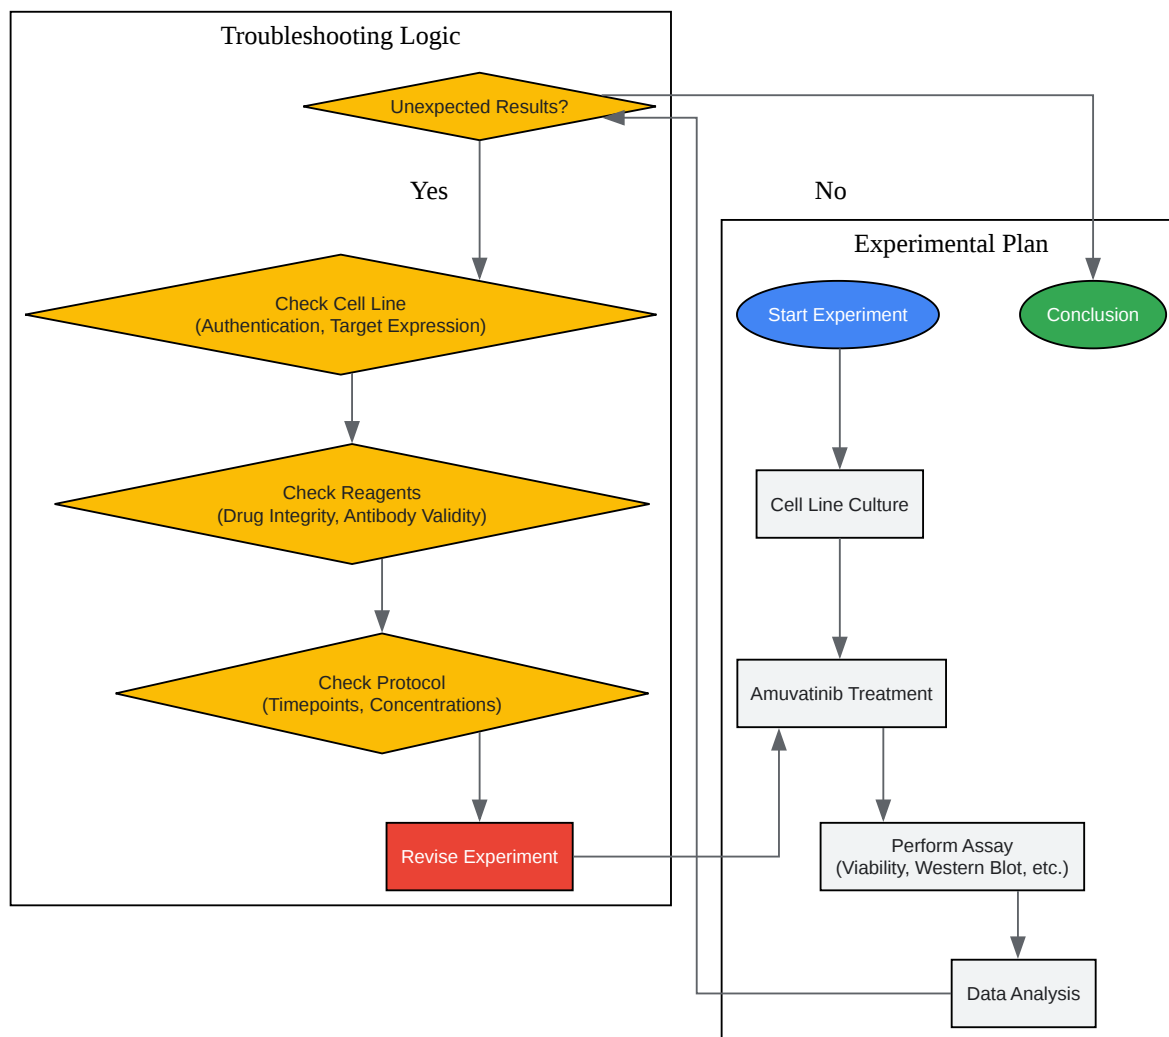 Troubleshooting Logic
Unexpected Results?
Yes
No
Check Cell Line
(Authentication, Target Expression)
Check Reagents
(Drug Integrity, Antibody Validity)
Check Protocol
(Timepoints, Concentrations)
Revise Experiment
Experimental Plan
Start Experiment
Conclusion
Cell Line Culture
Amuvatinib Treatment
Perform Assay
(Viability, Western Blot, etc.)
Data Analysis